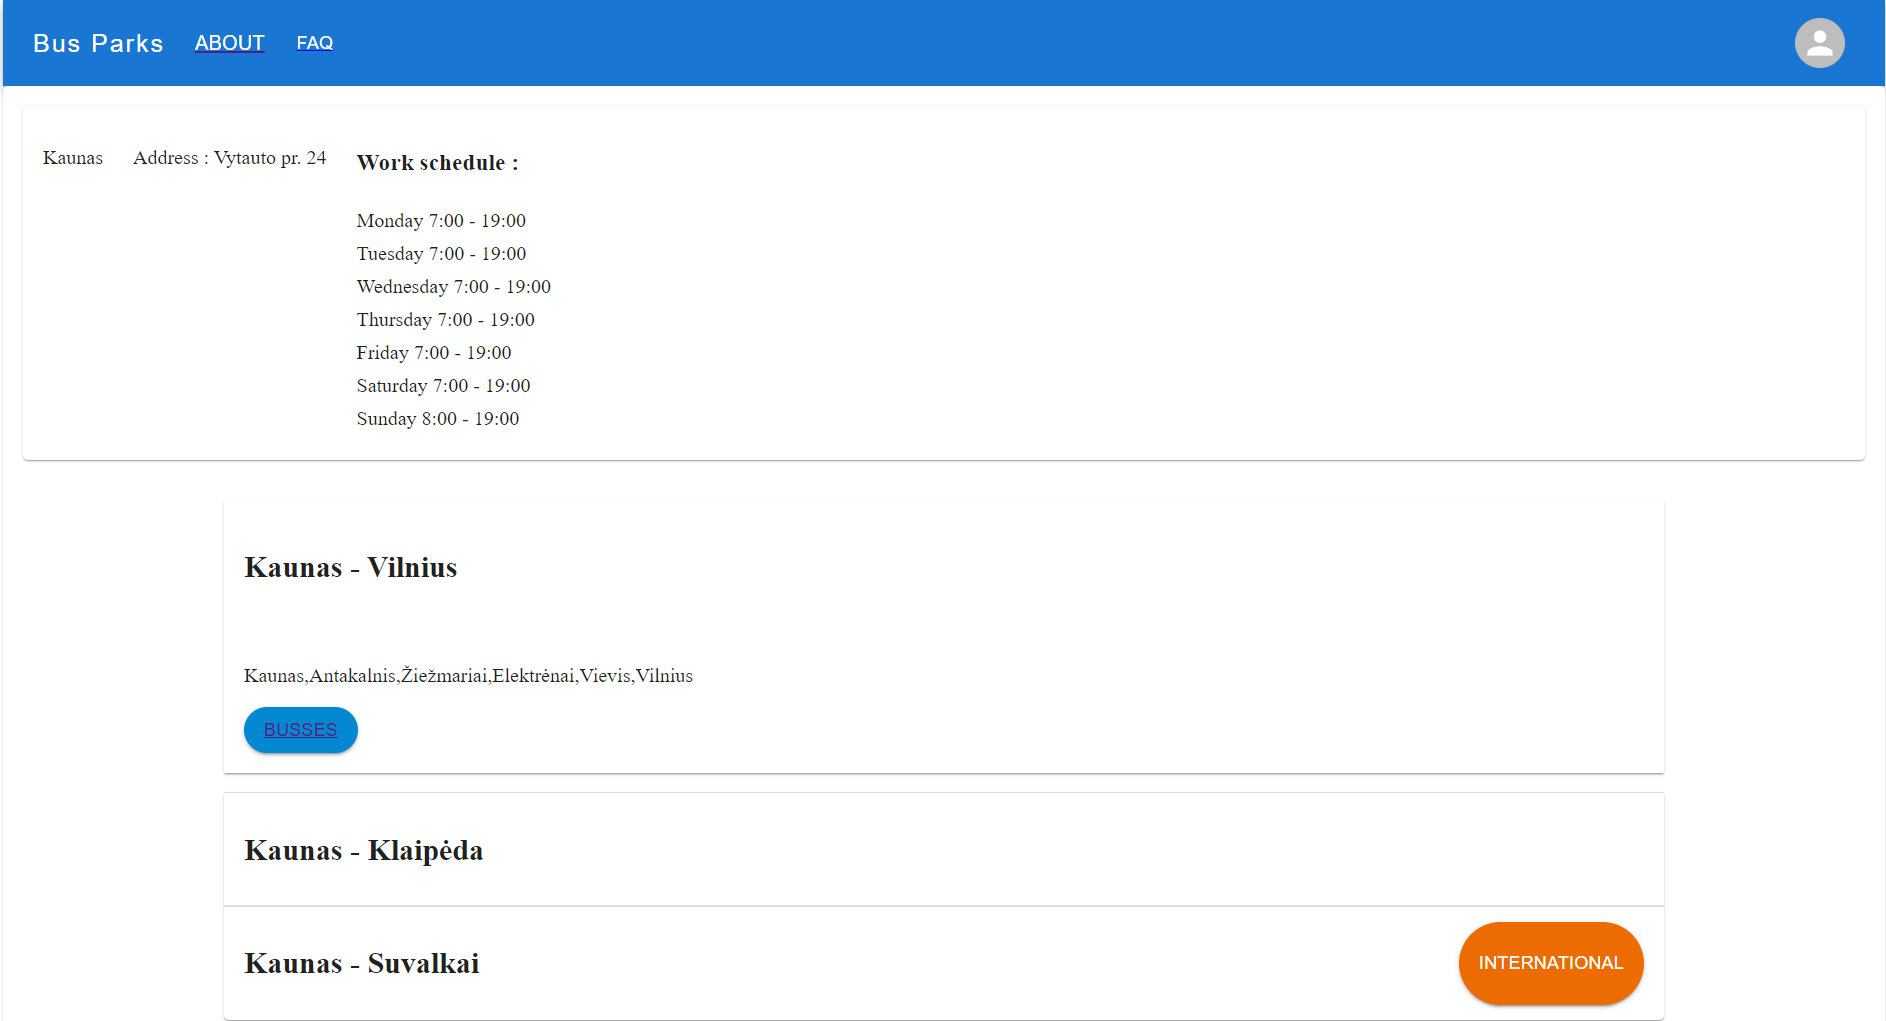 Bus Parks ABOUT FAQ
Kaunas Address : Vytauto pr. 24 Work schedule :
Monday 7:00 - 19:00
Tuesday 7:00 - 19:00
Wednesday 7:00 - 19:00
Thursday 7:00 - 19:00
Friday 7:00 - 19:00
Saturday 7:00 - 19:00
Sunday 8:00 - 19:00
Kaunas - Vilnius
Kaunas,Antakalnis,Žiežmariai,Elektrėnai,Vievis,Vilnius
BUSSES
Kaunas - Klaipėda
Kaunas - Suvalkai INTERNATIONAL